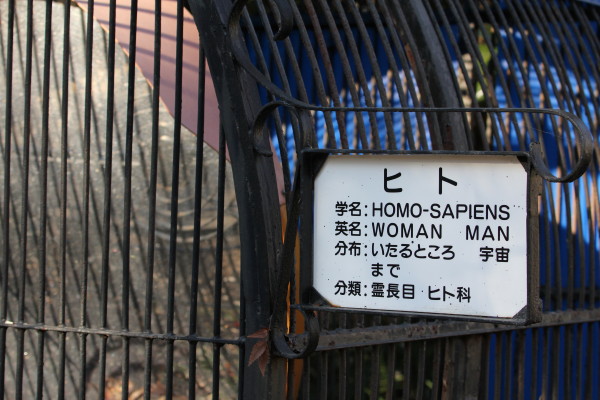 ヒト
学名:HOMO-SAPIENS
英名:WOMAN MAN
分布:いたるところ 宇宙
まで
分類:霊長目 ヒト科